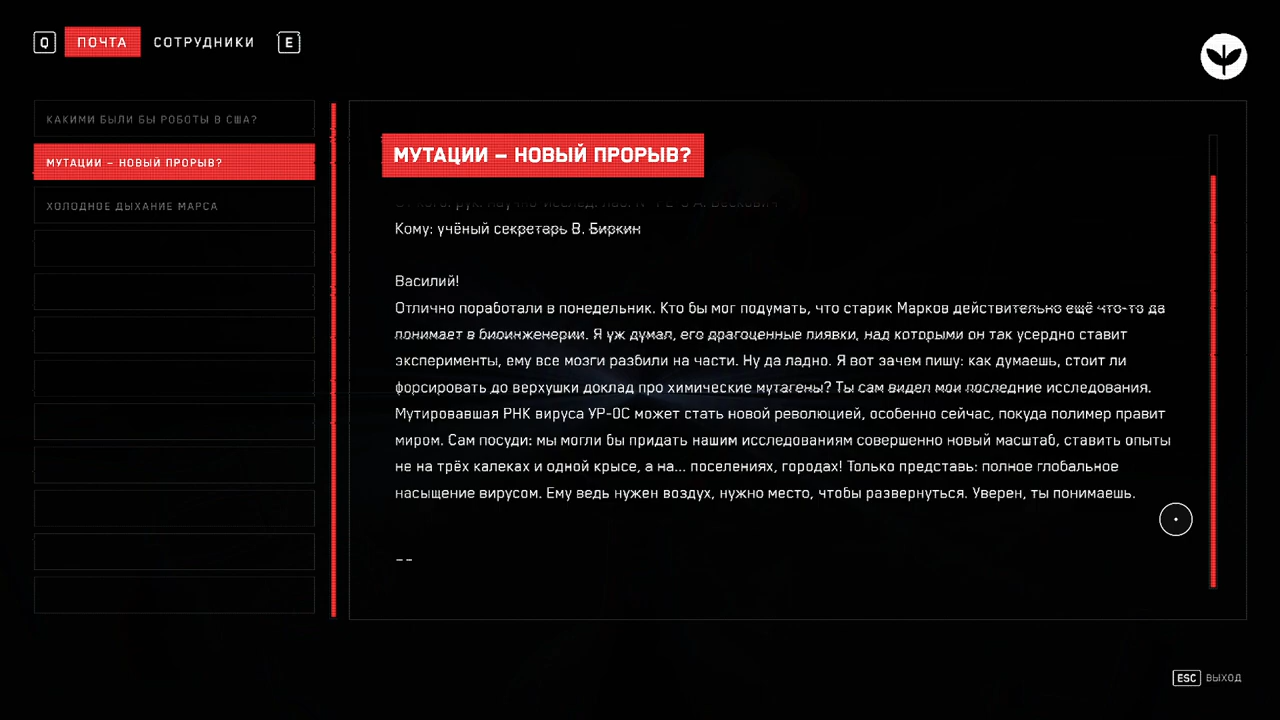 Q ПОЧТА СОТРУДНИКИ E
КАКИМИ БЫЛИ БЫ РОБОТЫ В США?
МУТАЦИИ – НОВЫЙ ПРОРЫВ?
ХОЛОДНОЕ ДЫХАНИЕ МАРСА
МУТАЦИИ – НОВЫЙ ПРОРЫВ?
Кому: учёный секретарь В. Биркин
Василий!
Отлично поработали в понедельник. Кто бы мог подумать, что старик Марков действительно ещё что-то да
понимает в биоинженерии. Я уж думал, его драгоценные пиявки, над которыми он так усердно ставит
эксперименты, ему все мозги разбили на части. Ну да ладно. Я вот зачем пишу: как думаешь, стоит ли
форсировать до верхушки доклад про химические мутагены? Ты сам видел мои последние исследования.
Мутировавшая РНК вируса УР-0С может стать новой революцией, особенно сейчас, покуда полимер правит
миром. Сам посуди: мы могли бы придать нашим исследованиям совершенно новый масштаб, ставить опыты
не на трёх калеках и одной крысе, а на... поселениях, городах! Только представь: полное глобальное
насыщение вирусом. Ему ведь нужен воздух, нужно место, чтобы развернуться. Уверен, ты понимаешь.
--
ESC ВЫХОД